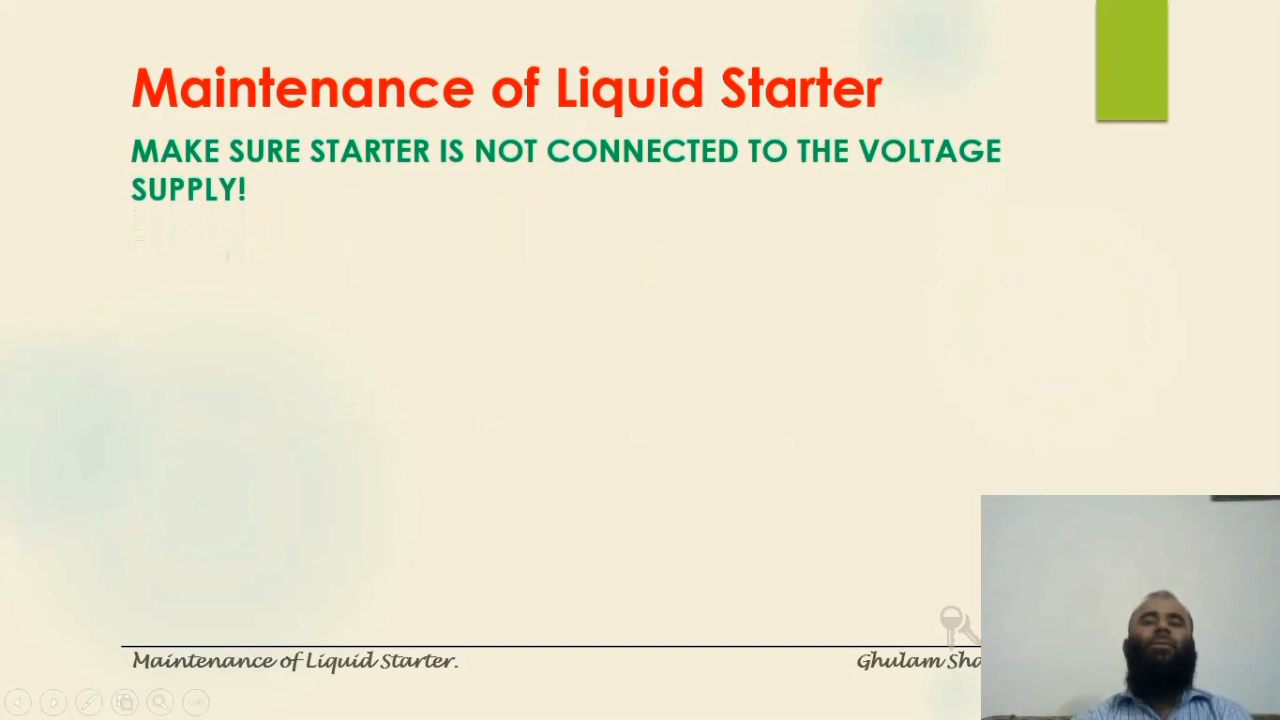 Maintenance of Liquid Starter
MAKE SURE STARTER IS NOT CONNECTED TO THE VOLTAGE
SUPPLY!
Maintenance of Liquid Starter.
Ghulam